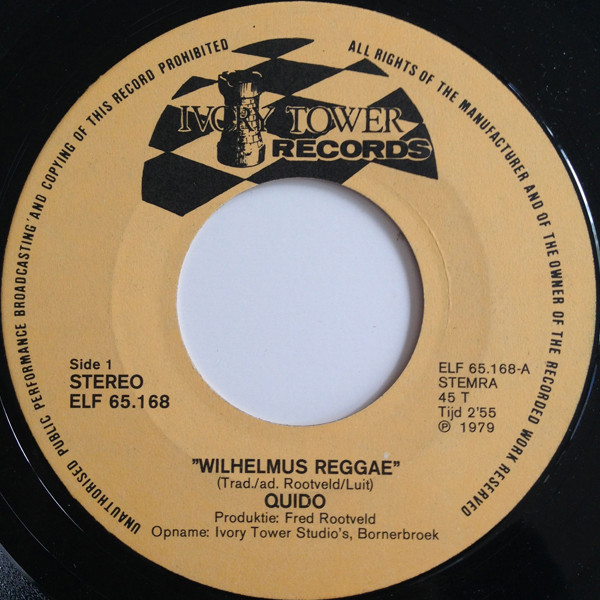 UNAUTHORISED PUBLIC PERFORMANCE BROADCASTING AND COPYING OF THIS RECORD PROHIBITED
ALL RIGHTS OF THE MANUFACTURER AND OF THE OWNER OF THE RECORDED WORK RESERVED
IVORY TOWER
RECORDS
Side 1
STEREO
ELF 65.168
ELF 65.168-A
STEMRA
45 T
Tijd 2'55
℗ 1979
"WILHELMUS REGGAE"
(Trad./ad. Rootveld/Luit)
QUIDO
Produktie: Fred Rootveld
Opname: Ivory Tower Studio's, Bornerbroek